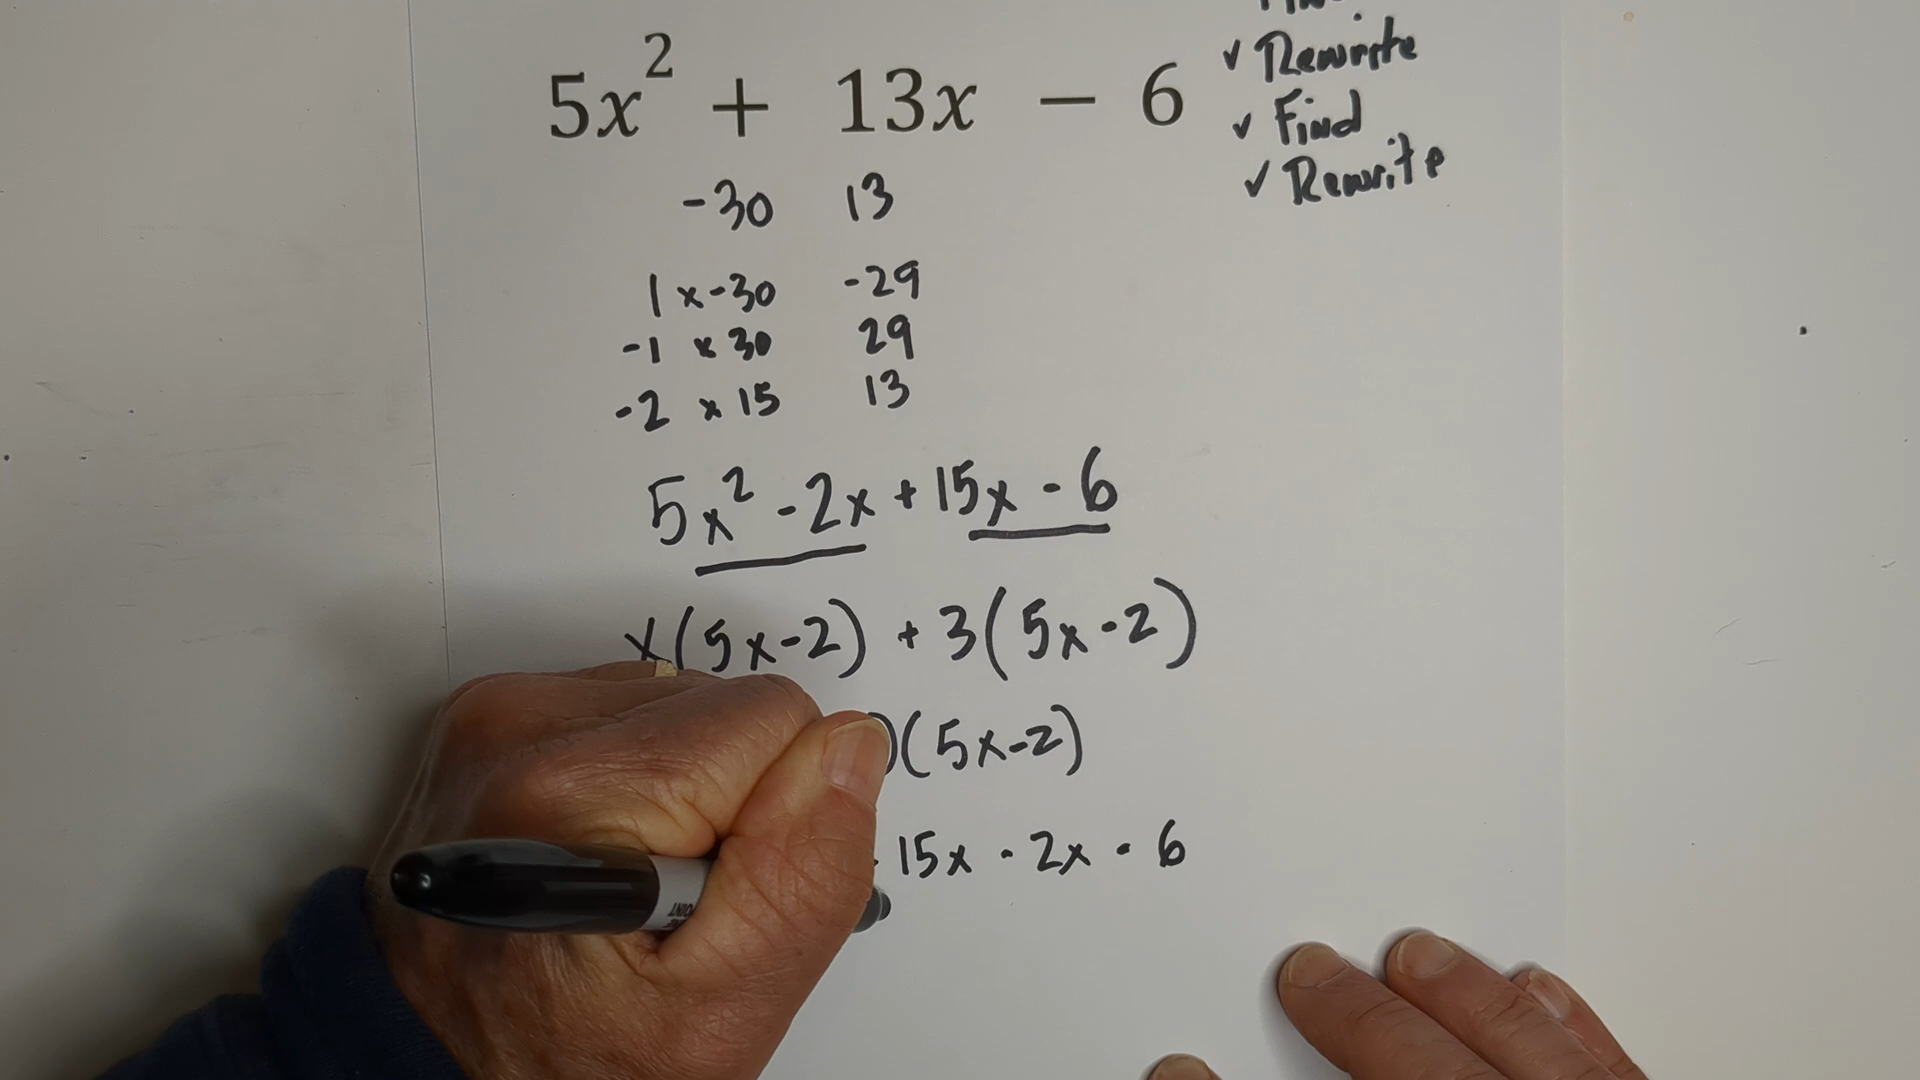 5x² + 13x - 6
✓ Rewrite
✓ Find
✓ Rewrite
-30 13
1 x -30 -29
-1 x 30 29
-2 x 15 13
5x² - 2x + 15x - 6
x(5x-2) + 3(5x-2)
)(5x-2)
15x - 2x - 6